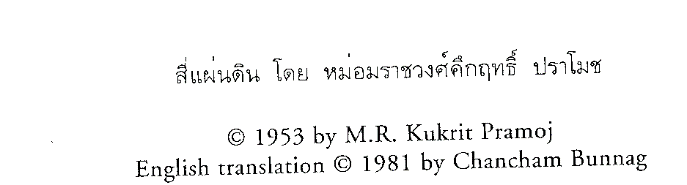 สี่แผ่นดิน โดย หม่อมราชวงศ์คึกฤทธิ์ ปราโมช
© 1953 by M.R. Kukrit Pramoj
English translation © 1981 by Chancham Bunnag